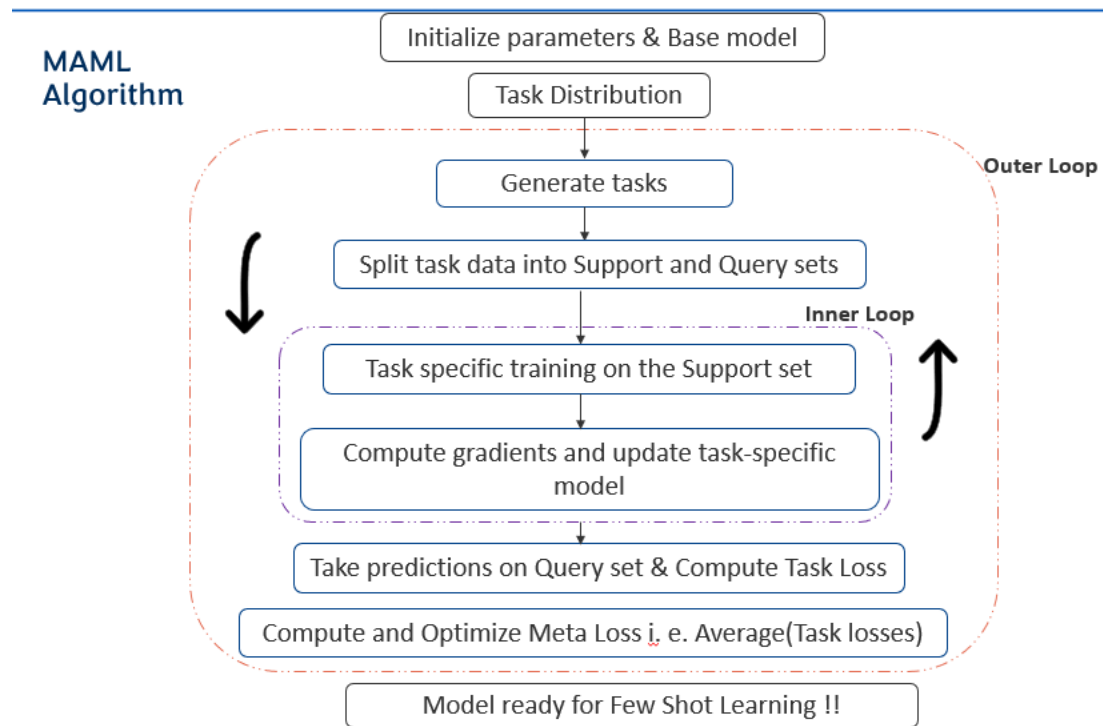 Initialize parameters & Base model
MAML
Algorithm
Task Distribution
Outer Loop
Generate tasks
Split task data into Support and Query sets
Inner Loop
Task specific training on the Support set
Compute gradients and update task-specific
model
Take predictions on Query set & Compute Task Loss
Compute and Optimize Meta Loss i. e. Average(Task losses)
Model ready for Few Shot Learning !!